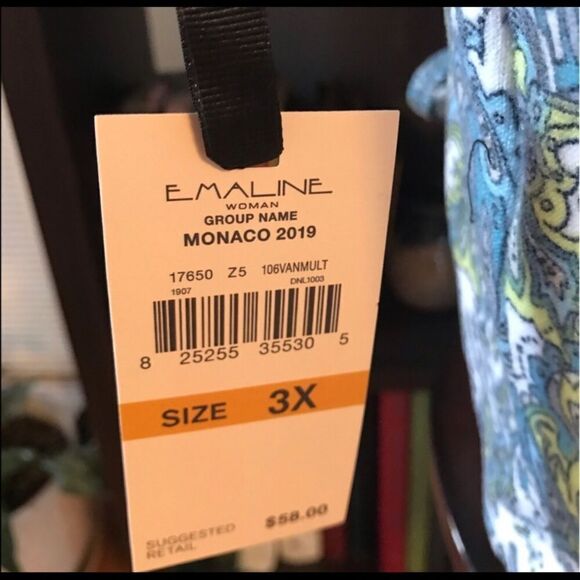 EMALINE
WOMAN
GROUP NAME
MONACO 2019
17650 Z5 106VANMULT
1907 DNL1003
8 25255 35530 5
SIZE 3X
$58.00
SUGGESTED
RETAIL